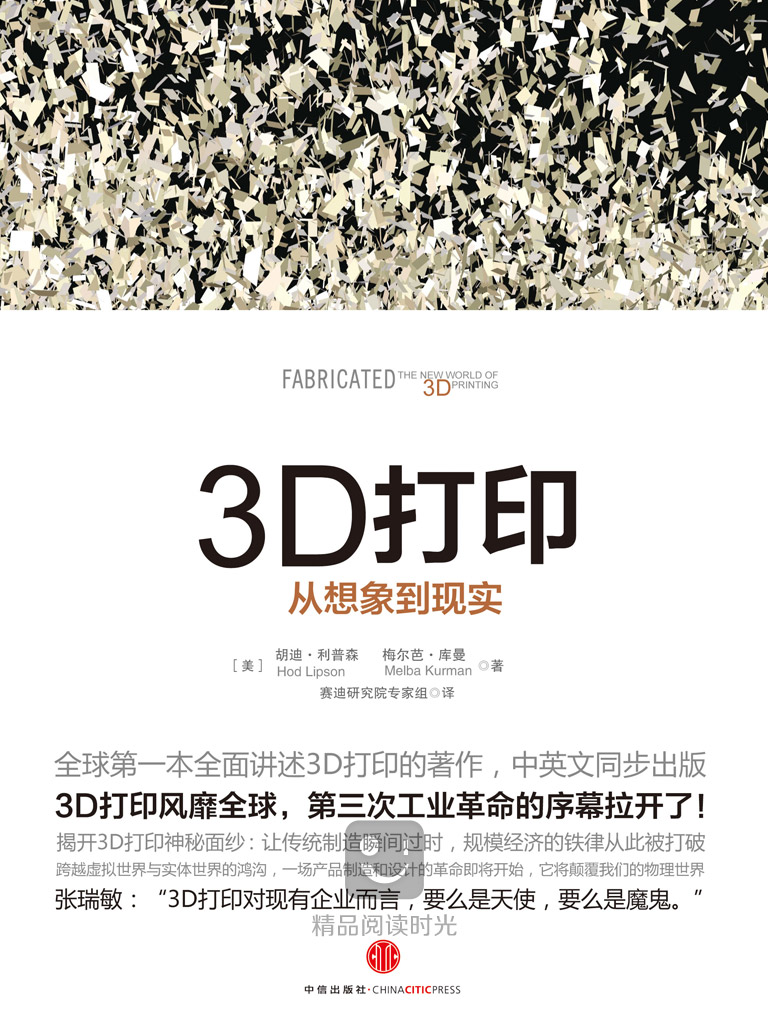 FABRICATED THE NEW WORLD OF
3D PRINTING
3D打印
从想象到现实
[美] 胡迪·利普森 梅尔芭·库曼
Hod Lipson Melba Kurman ◎著
赛迪研究院专家组◎译
全球第一本全面讲述3D打印的著作，中英文同步出版
3D打印风靡全球，第三次工业革命的序幕拉开了！
揭开3D打印神秘面纱：让传统制造瞬间过时，规模经济的铁律从此被打破
跨越虚拟世界与实体世界的鸿沟，一场产品制造和设计的革命即将开始，它将颠覆我们的物理世界
张瑞敏：“3D打印对现有企业而言，要么是天使，要么是魔鬼。”
精品阅读时光
中信出版社·CHINACITICPRESS